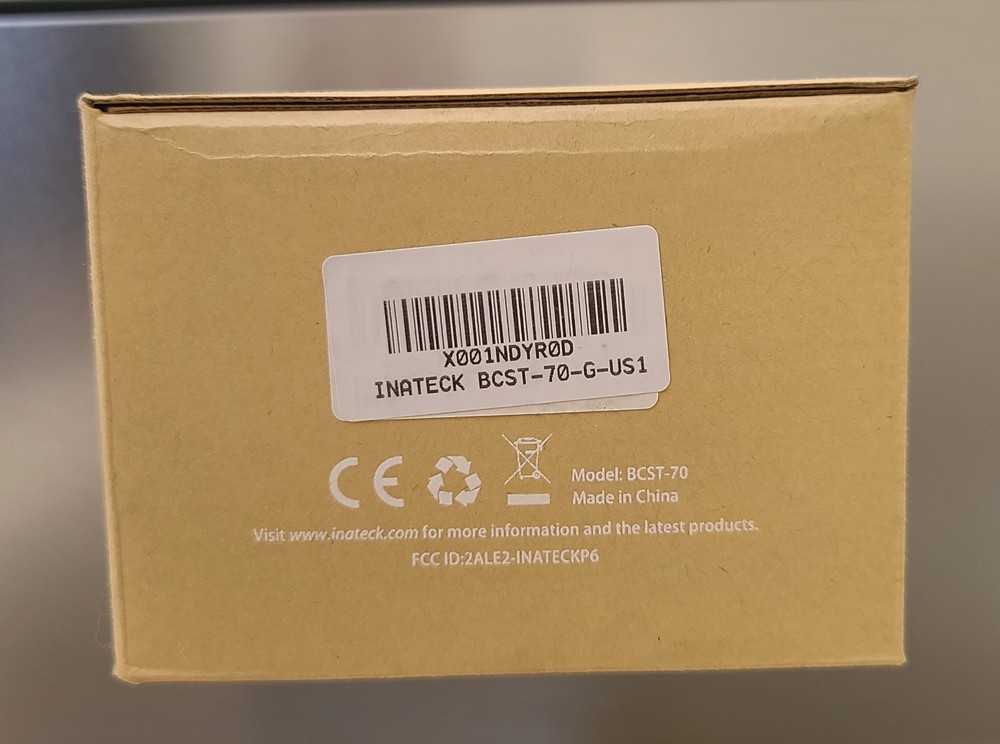 X001NDYR0D
INATECK BCST-70-G-US1
CE
Model: BCST-70
Made in China
Visit www.inateck.com for more information and the latest products.
FCC ID:2ALE2-INATECKP6